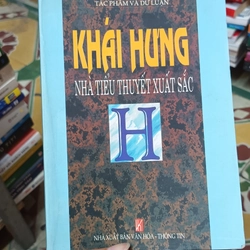 TÁC PHẨM VÀ DƯ LUẬN
KHÁI HƯNG
NHÀ TIỂU THUYẾT XUẤT SẮC
H
NHÀ XUẤT BẢN VĂN HÓA - THÔNG TIN